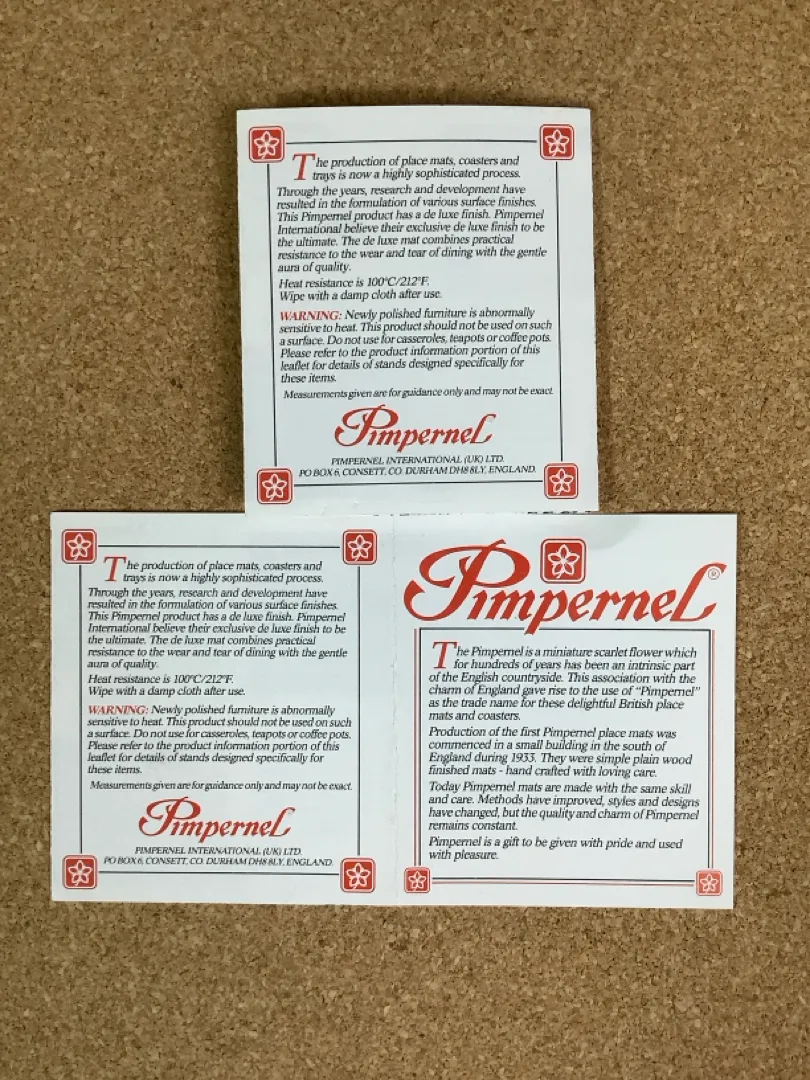 The production of place mats, coasters and
trays is now a highly sophisticated process.
Through the years, research and development have
resulted in the formulation of various surface finishes.
This Pimpernel product has a de luxe finish. Pimpernel
International believe their exclusive de luxe finish to be
the ultimate. The de luxe mat combines practical
resistance to the wear and tear of dining with the gentle
aura of quality.
Heat resistance is 100°C/212°F.
Wipe with a damp cloth after use.
WARNING: Newly polished furniture is abnormally
sensitive to heat. This product should not be used on such
a surface. Do not use for casseroles, teapots or coffee pots.
Please refer to the product information portion of this
leaflet for details of stands designed specifically for
these items.
Measurements given are for guidance only and may not be exact.
Pimpernel
PIMPERNEL INTERNATIONAL (UK) LTD.
PO BOX 6, CONSETT, CO. DURHAM DH8 8LY, ENGLAND.
The production of place mats, coasters and
trays is now a highly sophisticated process.
Through the years, research and development have
resulted in the formulation of various surface finishes.
This Pimpernel product has a de luxe finish. Pimpernel
International believe their exclusive de luxe finish to be
the ultimate. The de luxe mat combines practical
resistance to the wear and tear of dining with the gentle
aura of quality.
Heat resistance is 100°C/212°F.
Wipe with a damp cloth after use.
WARNING: Newly polished furniture is abnormally
sensitive to heat. This product should not be used on such
a surface. Do not use for casseroles, teapots or coffee pots.
Please refer to the product information portion of this
leaflet for details of stands designed specifically for
these items.
Measurements given are for guidance only and may not be exact.
Pimpernel
PIMPERNEL INTERNATIONAL (UK) LTD.
PO BOX 6, CONSETT, CO. DURHAM DH8 8LY, ENGLAND.
Pimpernel®
The Pimpernel is a miniature scarlet flower which
for hundreds of years has been an intrinsic part
of the English countryside. This association with the
charm of England gave rise to the use of "Pimpernel"
as the trade name for these delightful British place
mats and coasters.
Production of the first Pimpernel place mats was
commenced in a small building in the south of
England during 1933. They were simple plain wood
finished mats - hand crafted with loving care.
Today Pimpernel mats are made with the same skill
and care. Methods have improved, styles and designs
have changed, but the quality and charm of Pimpernel
remains constant.
Pimpernel is a gift to be given with pride and used
with pleasure.